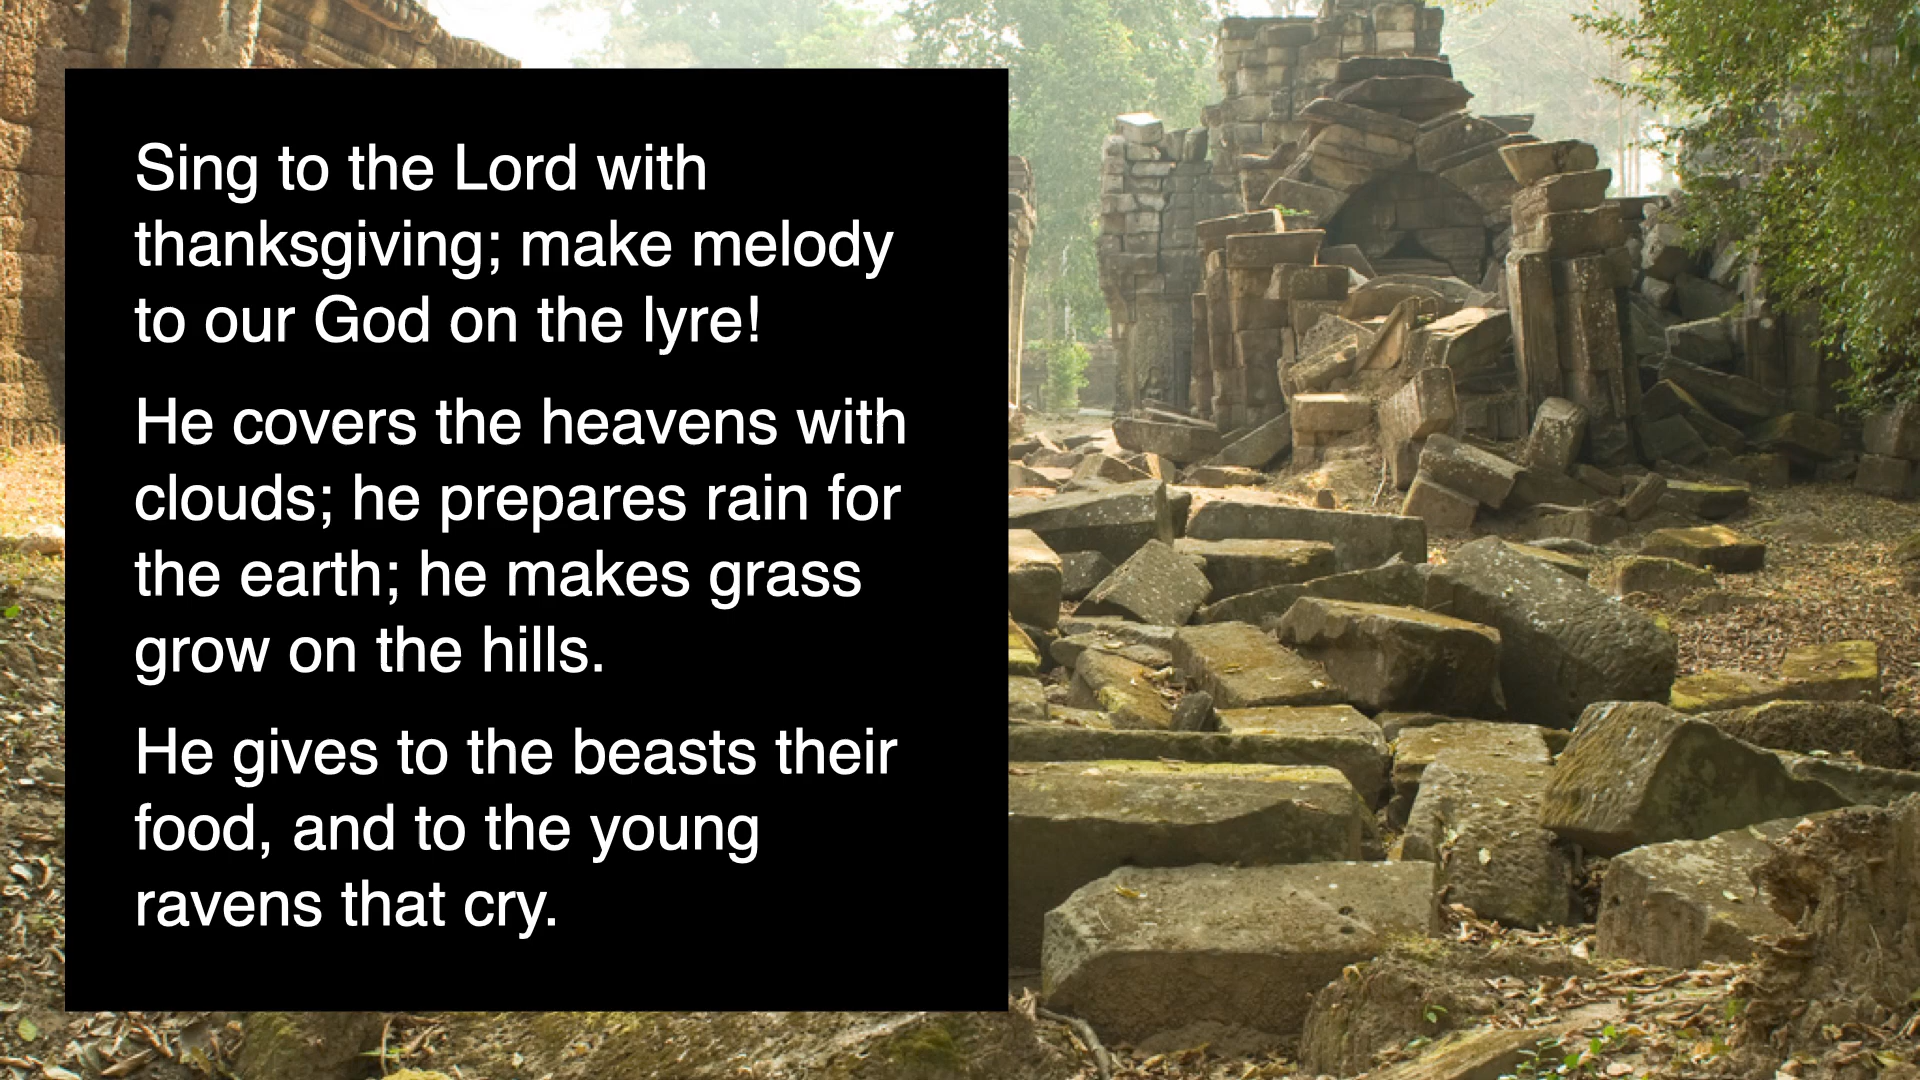 Sing to the Lord with
thanksgiving; make melody
to our God on the lyre!
He covers the heavens with
clouds; he prepares rain for
the earth; he makes grass
grow on the hills.
He gives to the beasts their
food, and to the young
ravens that cry.